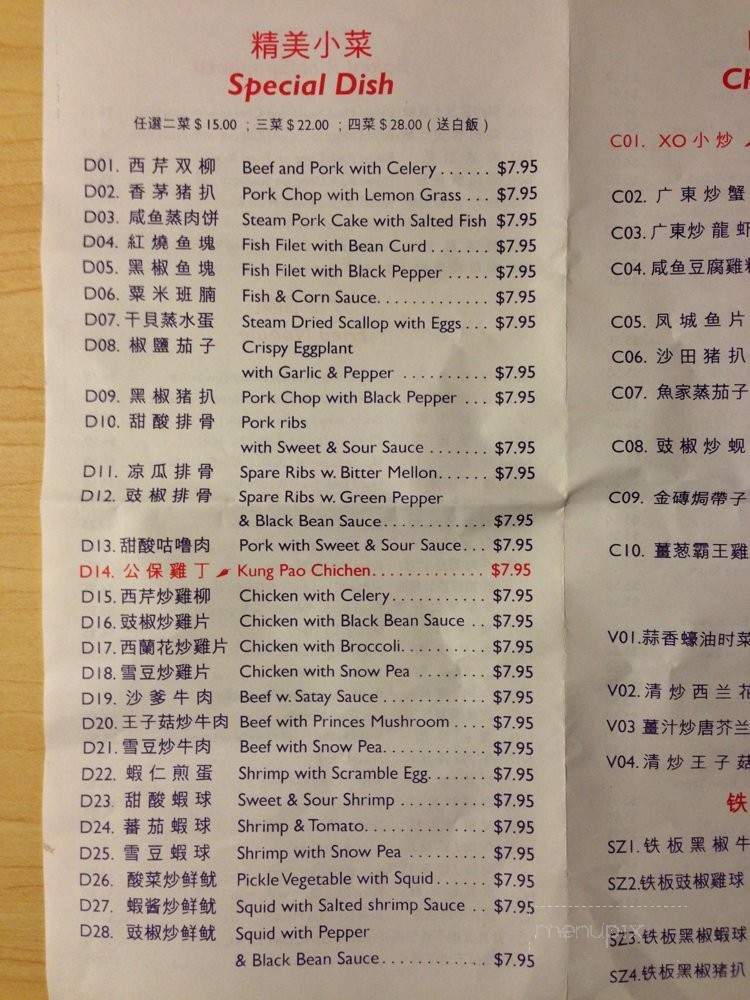 精美小菜
Special Dish
任選二菜 $ 15.00 ；三菜 $ 22.00 ；四菜 $ 28.00 ( 送白飯 )
D01. 西芹双柳 Beef and Pork with Celery . . . . . . $7.95
D02. 香茅猪扒 Pork Chop with Lemon Grass . . . $7.95
D03. 咸鱼蒸肉饼 Steam Pork Cake with Salted Fish $7.95
D04. 紅燒鱼塊 Fish Filet with Bean Curd . . . . . . . $7.95
D05. 黑椒鱼塊 Fish Filet with Black Pepper . . . . . $7.95
D06. 粟米班腩 Fish & Corn Sauce. . . . . . . . . . . . $7.95
D07. 干貝蒸水蛋 Steam Dried Scallop with Eggs . . . $7.95
D08. 椒鹽茄子 Crispy Eggplant
with Garlic & Pepper . . . . . . . . . . $7.95
D09. 黑椒猪扒 Pork Chop with Black Pepper . . . $7.95
D10. 甜酸排骨 Pork ribs
with Sweet & Sour Sauce . . . . . . . $7.95
D11. 凉瓜排骨 Spare Ribs w. Bitter Mellon. . . . . . $7.95
D12. 豉椒排骨 Spare Ribs w. Green Pepper
& Black Bean Sauce. . . . . . . . . . . . $7.95
D13. 甜酸咕噜肉 Pork with Sweet & Sour Sauce. . . $7.95
D14. 公保雞丁 Kung Pao Chichen. . . . . . . . . . . . . $7.95
D15. 西芹炒雞柳 Chicken with Celery . . . . . . . . . . . $7.95
D16. 豉椒炒雞片 Chicken with Black Bean Sauce . . $7.95
D17. 西蘭花炒雞片 Chicken with Broccoli. . . . . . . . . . $7.95
D18. 雪豆炒雞片 Chicken with Snow Pea . . . . . . . . $7.95
D19. 沙爹牛肉 Beef w. Satay Sauce . . . . . . . . . . . . $7.95
D20. 王子菇炒牛肉 Beef with Princes Mushroom . . . . $7.95
D21. 雪豆炒牛肉 Beef with Snow Pea. . . . . . . . . . . . $7.95
D22. 蝦仁煎蛋 Shrimp with Scramble Egg. . . . . . . $7.95
D23. 甜酸蝦球 Sweet & Sour Shrimp . . . . . . . . . . $7.95
D24. 蕃茄蝦球 Shrimp & Tomato. . . . . . . . . . . . . $7.95
D25. 雪豆蝦球 Shrimp with Snow Pea . . . . . . . . . $7.95
D26. 酸菜炒鲜鱿 Pickle Vegetable with Squid . . . . . . $7.95
D27. 蝦酱炒鲜鱿 Squid with Salted shrimp Sauce . . $7.95
D28. 豉椒炒鲜鱿 Squid with Pepper
& Black Bean Sauce. . . . . . . . . . . . $7.95
C01. XO 小炒
C02. 广東炒蟹
C03. 广東炒龍虾
C04. 咸鱼豆腐雞粒
C05. 凤城鱼片
C06. 沙田猪扒
C07. 魚家蒸茄子
C08. 豉椒炒蚬
C09. 金磚焗帶子
C10. 薑葱霸王雞
V01. 蒜香蠔油时菜
V02. 清炒西兰花
V03 薑汁炒唐芥兰
V04. 清炒王子菇
铁
SZ1. 铁板黑椒牛
SZ2. 铁板豉椒雞球
SZ3. 铁板黑椒蝦球
SZ4. 铁板黑椒猪扒
menupix